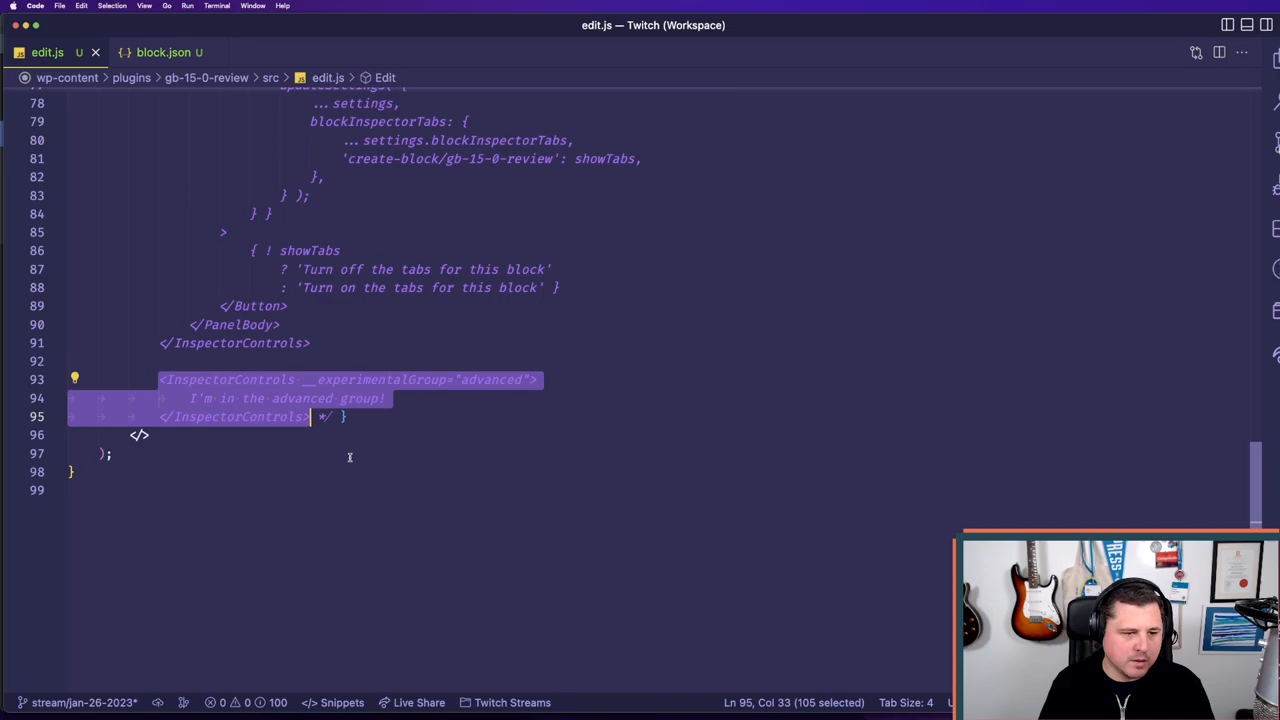 Code File Edit Selection View Go Run Terminal Window Help
edit.js — Twitch (Workspace)
JS edit.js U × {} block.json U ...
wp-content > plugins > gb-15-0-review > src > JS edit.js > Edit
78 ...settings,
79 blockInspectorTabs: {
80 ...settings.blockInspectorTabs,
81 'create-block/gb-15-0-review': showTabs,
82 },
83 } );
84 } }
85 >
86 { ! showTabs
87 ? 'Turn off the tabs for this block'
88 : 'Turn on the tabs for this block' }
89 </Button>
90 </PanelBody>
91 </InspectorControls>
92
93 <InspectorControls __experimentalGroup="advanced">
94 I'm in the advanced group!
95 </InspectorControls> */ }
96 </>
97 );
98 }
99
stream/jan-26-2023* 0 0 100 </> Snippets Live Share Twitch Streams Ln 95, Col 33 (105 selected) Tab Size: 4